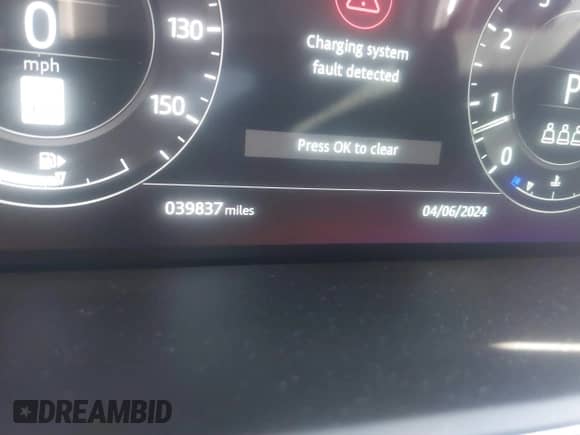 0
mph
130
150
Charging system
fault detected
Press OK to clear
3
2
1
0
P
039837 miles
04/06/2024
DREAMBID